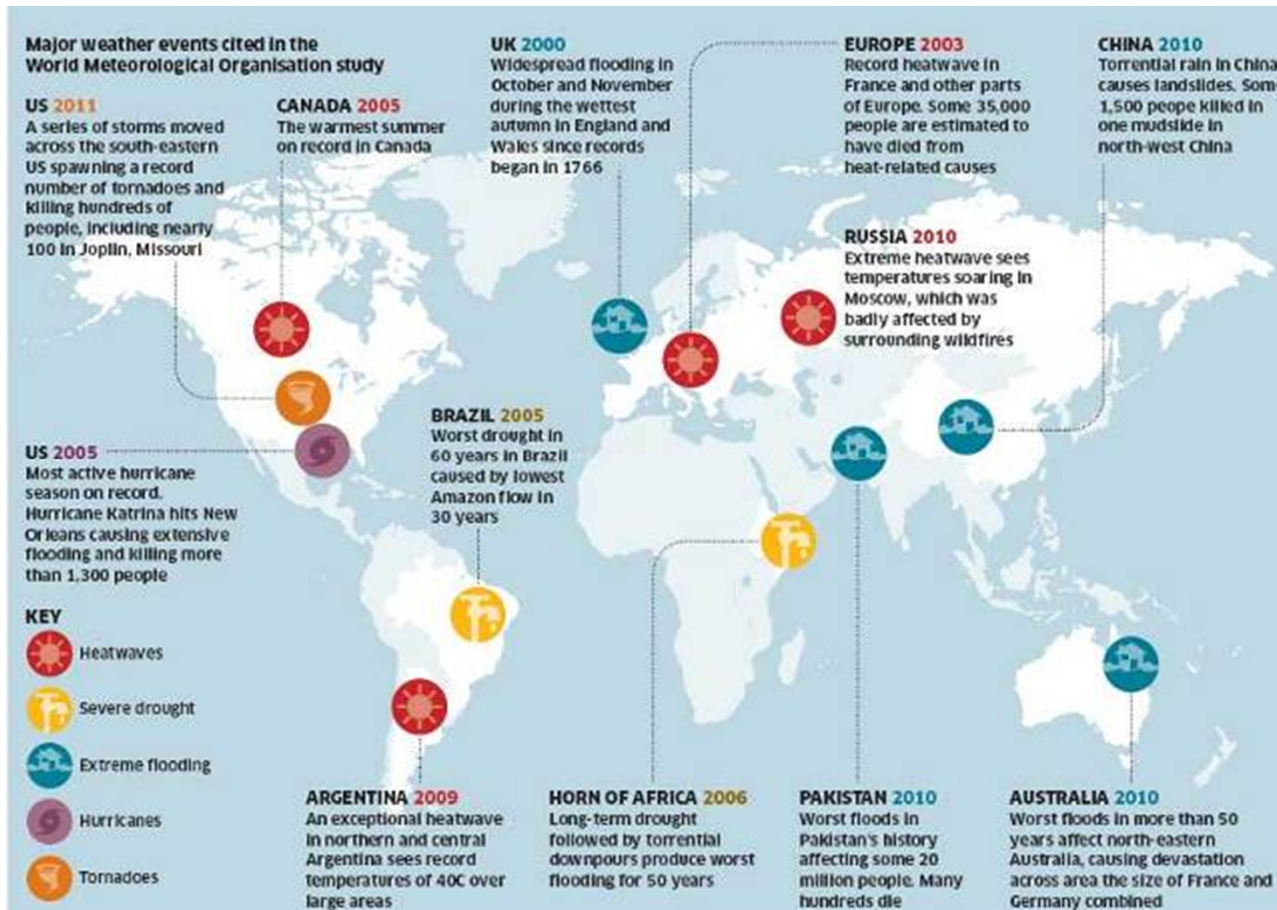 Major weather events cited in the
World Meteorological Organisation study
US 2011
A series of storms moved
across the south-eastern
US spawning a record
number of tornadoes and
killing hundreds of
people, including nearly
100 in Joplin, Missouri
CANADA 2005
The warmest summer
on record in Canada
UK 2000
Widespread flooding in
October and November
during the wettest
autumn in England and
Wales since records
began in 1766
EUROPE 2003
Record heatwave in
France and other parts
of Europe. Some 35,000
people are estimated to
have died from
heat-related causes
CHINA 2010
Torrential rain in China
causes landslides. Som
1,500 peope killed in
one mudslide in
north-west China
RUSSIA 2010
Extreme heatwave sees
temperatures soaring in
Moscow, which was
badly affected by
surrounding wildfires
US 2005
Most active hurricane
season on record.
Hurricane Katrina hits New
Orleans causing extensive
flooding and killing more
than 1,300 people
BRAZIL 2005
Worst drought in
60 years in Brazil
caused by lowest
Amazon flow in
30 years
KEY
Heatwaves
Severe drought
Extreme flooding
Hurricanes
Tornadoes
ARGENTINA 2009
An exceptional heatwave
in northern and central
Argentina sees record
temperatures of 40C over
large areas
HORN OF AFRICA 2006
Long-term drought
followed by torrential
downpours produce worst
flooding for 50 years
PAKISTAN 2010
Worst floods in
Pakistan's history
affecting some 20
million people. Many
hundreds die
AUSTRALIA 2010
Worst floods in more than 50
years affect north-eastern
Australia, causing devastation
across area the size of France and
Germany combined